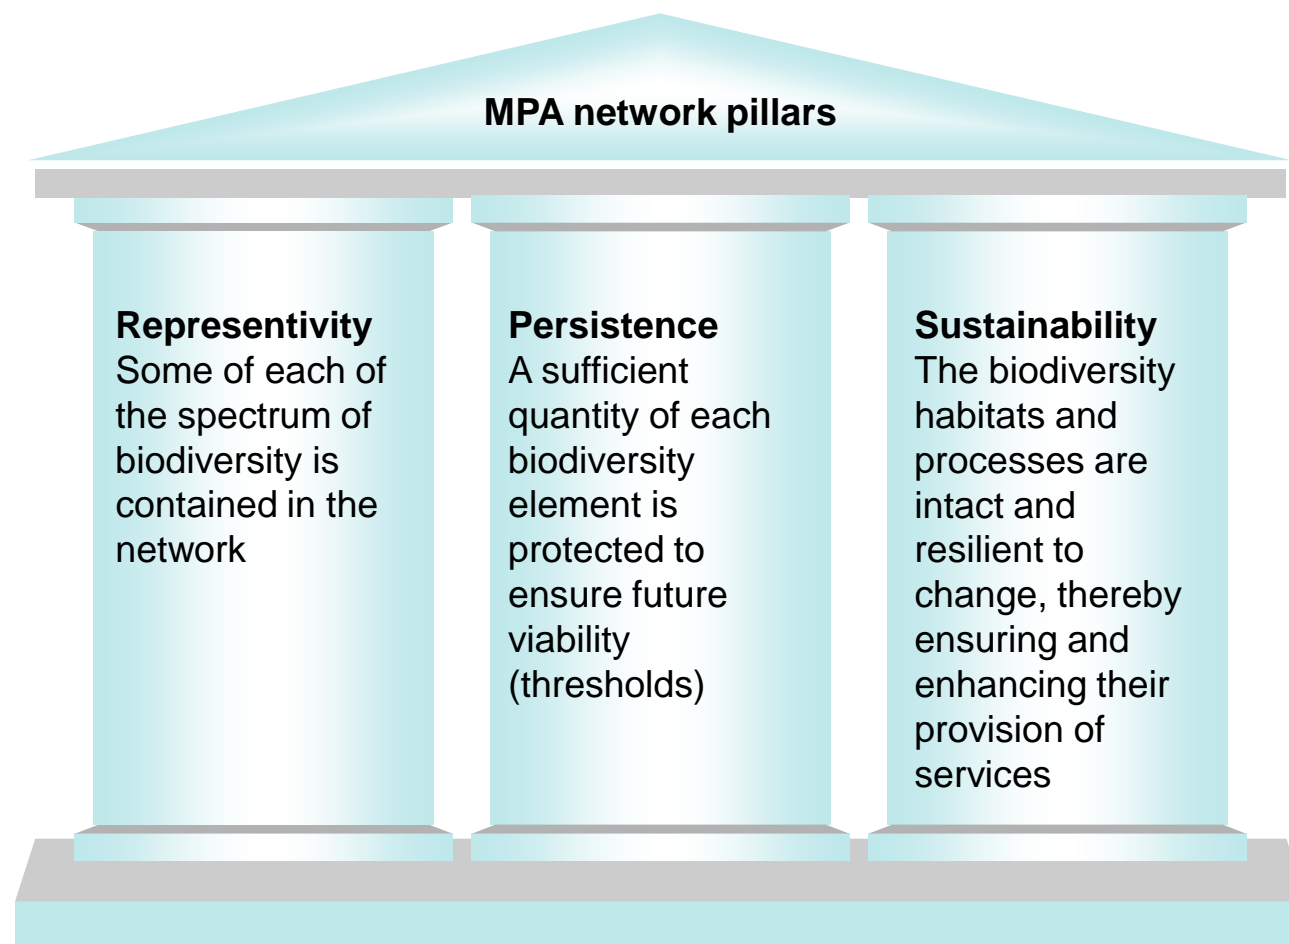 MPA network pillars
Representivity
Some of each of
the spectrum of
biodiversity is
contained in the
network
Persistence
A sufficient
quantity of each
biodiversity
element is
protected to
ensure future
viability
(thresholds)
Sustainability
The biodiversity
habitats and
processes are
intact and
resilient to
change, thereby
ensuring and
enhancing their
provision of
services